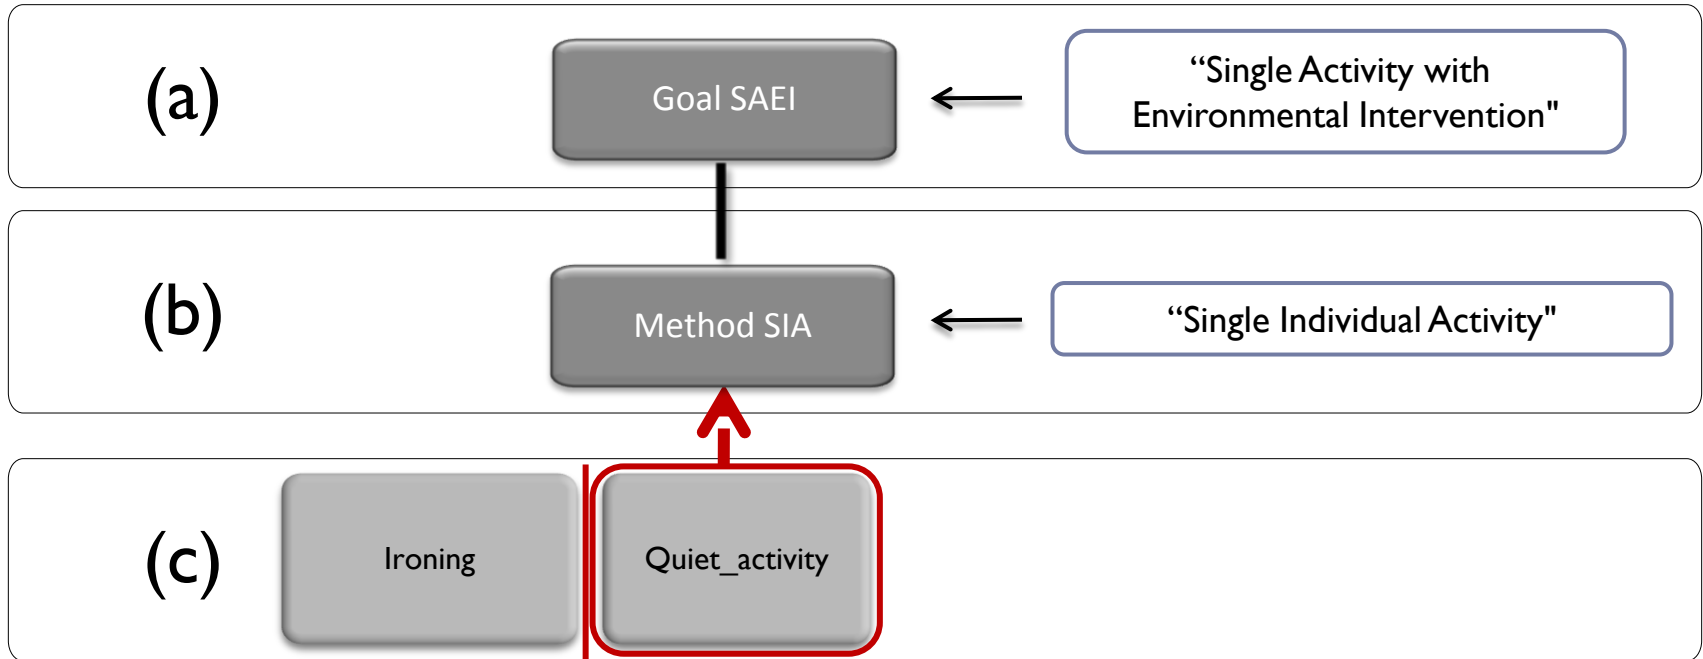 (a)
Goal SAEI
“Single Activity with
Environmental Intervention"
(b)
Method SIA
“Single Individual Activity"
(c)
Ironing
Quiet_activity